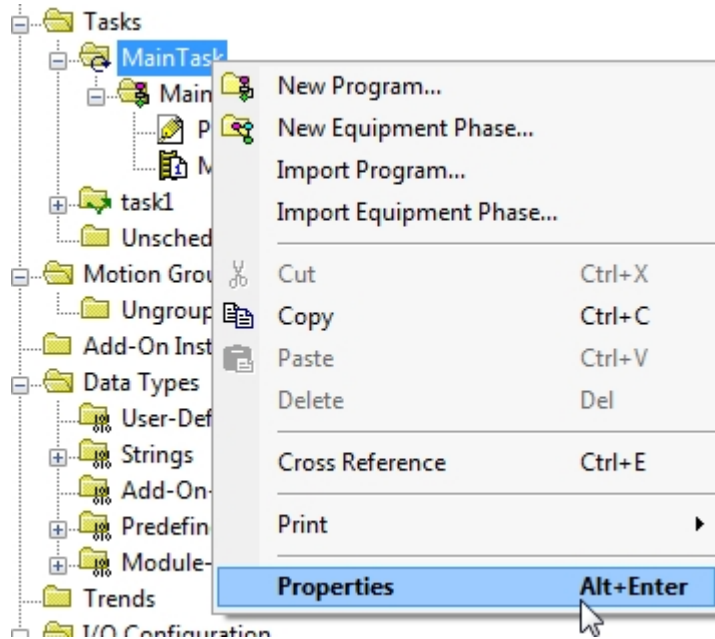 Tasks
MainTask
Main
P
M
task1
Unsched
Motion Grou
Ungroup
Add-On Inst
Data Types
User-Def
Strings
Add-On-
Predefin
Module-
Trends
I/O Configuration
New Program...
New Equipment Phase...
Import Program...
Import Equipment Phase...
Cut Ctrl+X
Copy Ctrl+C
Paste Ctrl+V
Delete Del
Cross Reference Ctrl+E
Print
Properties Alt+Enter